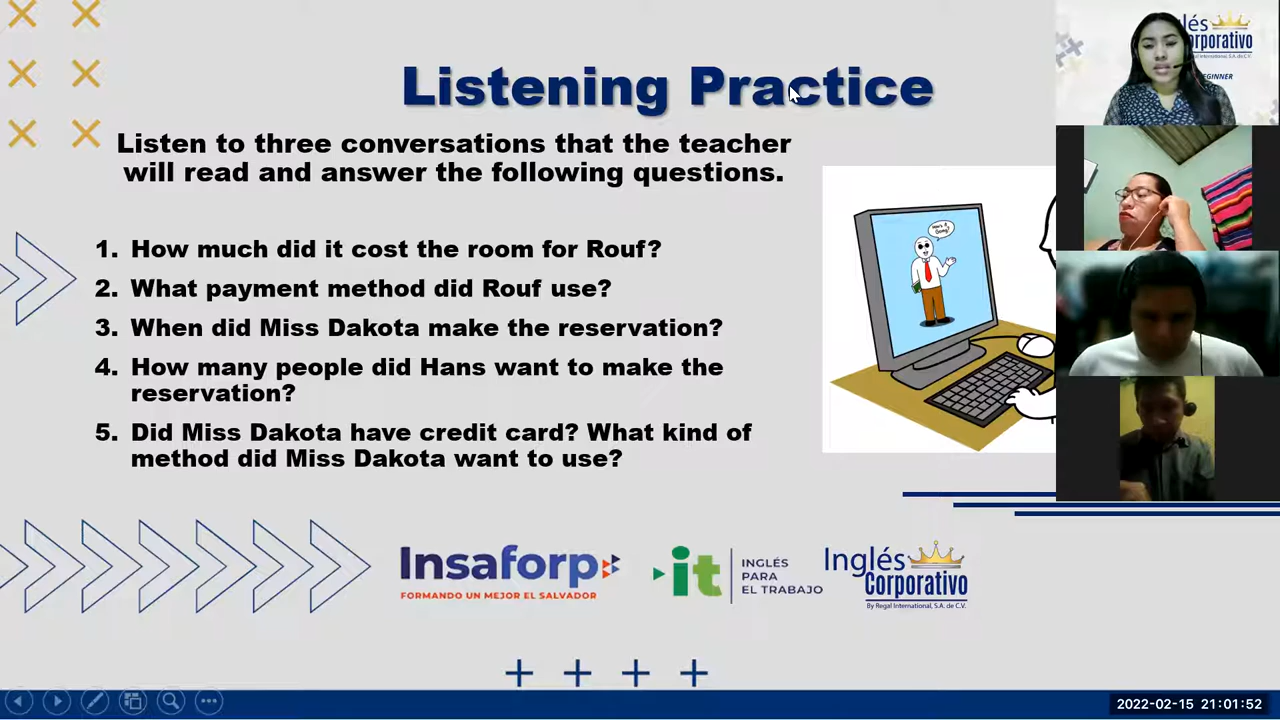 Listening Practice
Listen to three conversations that the teacher
will read and answer the following questions.
1. How much did it cost the room for Rouf?
2. What payment method did Rouf use?
3. When did Miss Dakota make the reservation?
4. How many people did Hans want to make the
reservation?
5. Did Miss Dakota have credit card? What kind of
method did Miss Dakota want to use?
Insaforp
FORMANDO UN MEJOR EL SALVADOR
it
INGLÉS
PARA
EL TRABAJO
Inglés
Corporativo
By Regal International, S.A. de C.V.
2022-02-15 21:01:52